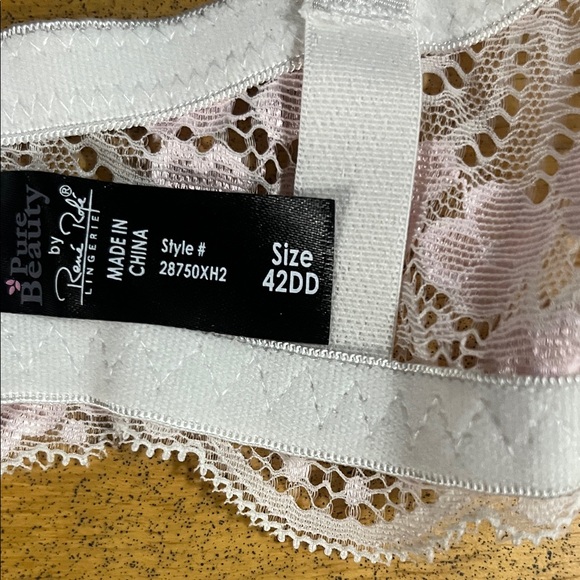 Pure
Beauty
by
René Rofé®
LINGERIE
MADE IN
CHINA
Style #
28750XH2
Size
42DD